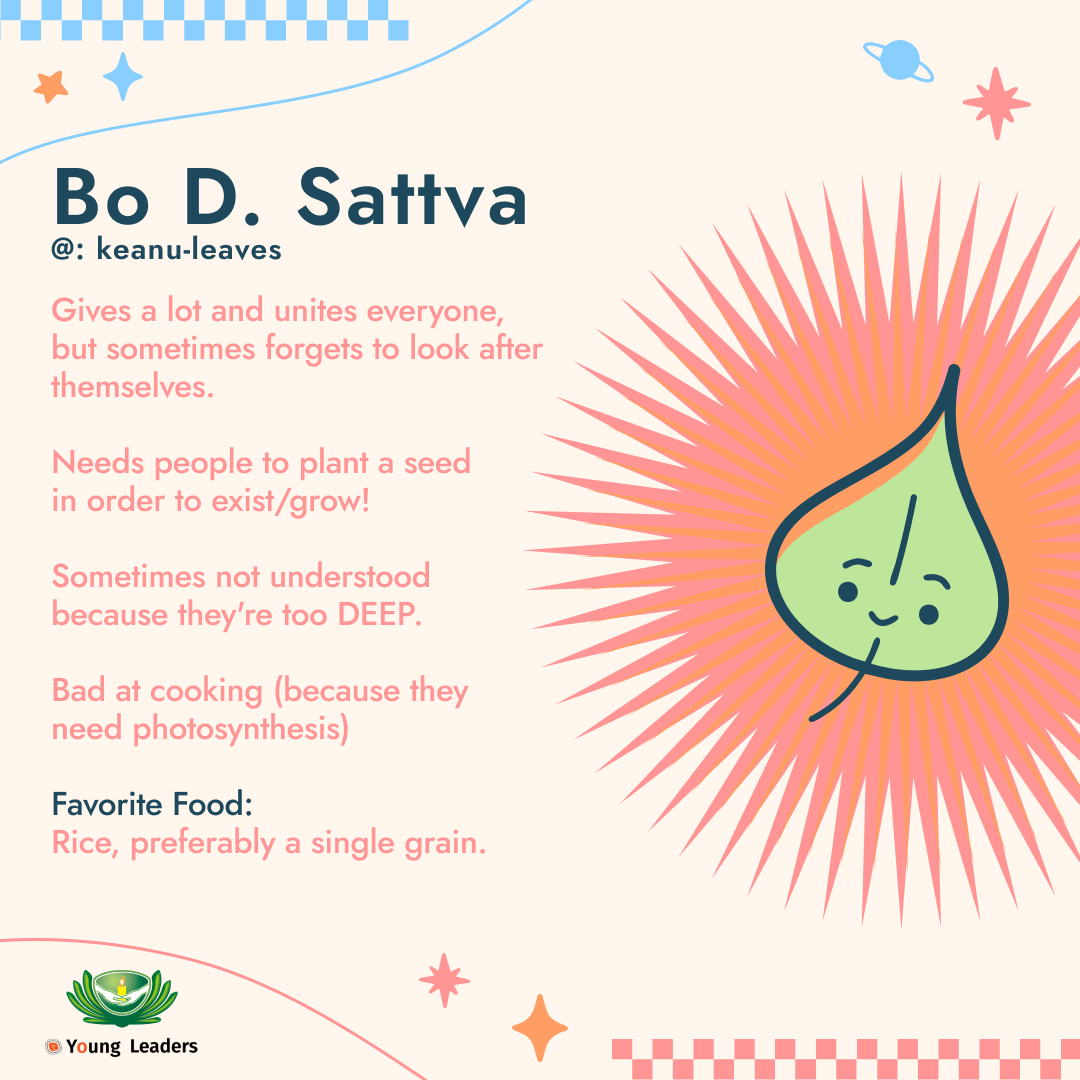 Bo D. Sattva
@: keanu-leaves
Gives a lot and unites everyone,
but sometimes forgets to look after
themselves.
Needs people to plant a seed
in order to exist/grow!
Sometimes not understood
because they're too DEEP.
Bad at cooking (because they
need photosynthesis)
Favorite Food:
Rice, preferably a single grain.
Young Leaders